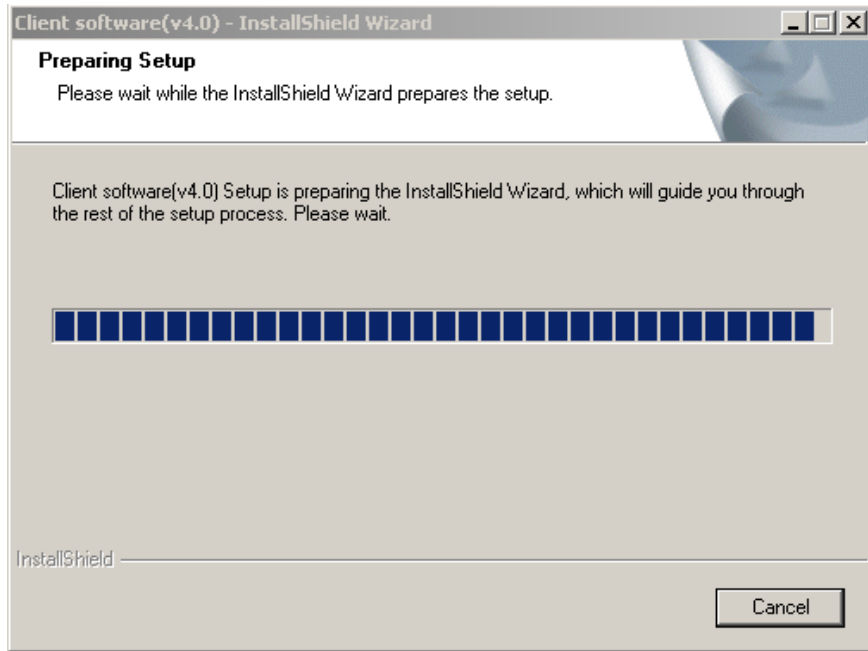 Client software(v4.0) - InstallShield Wizard
Preparing Setup
Please wait while the InstallShield Wizard prepares the setup.
Client software(v4.0) Setup is preparing the InstallShield Wizard, which will guide you through
the rest of the setup process. Please wait.
InstallShield
Cancel